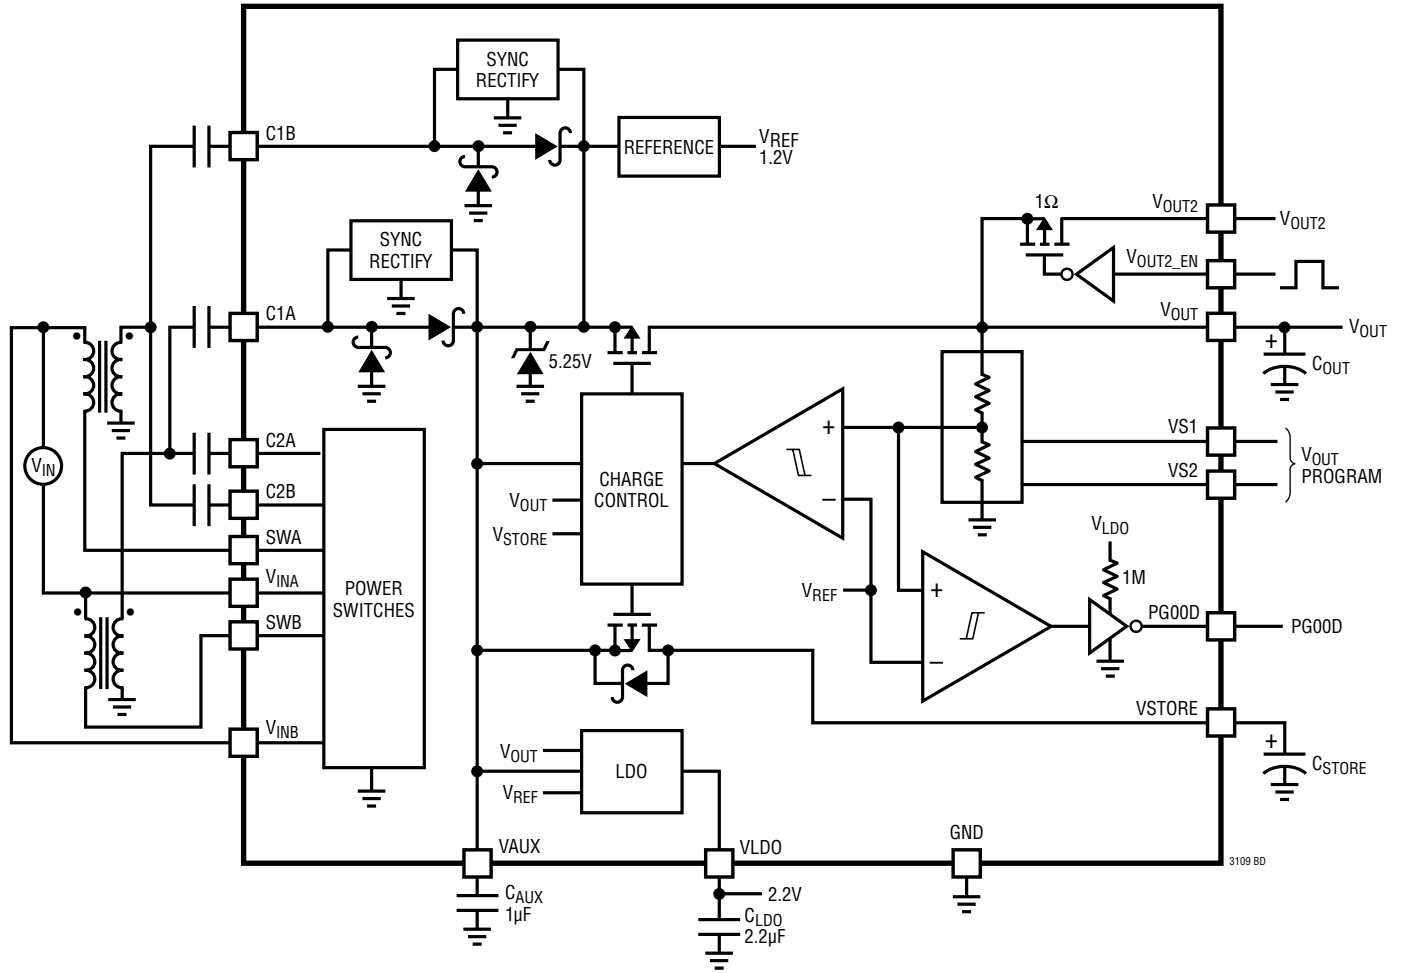 SYNC
RECTIFY
C1B
REFERENCE
VREF
1.2V
1Ω
VOUT2
VOUT2
SYNC
RECTIFY
VOUT2_EN
C1A
VOUT
VOUT
5.25V
+
COUT
C2A
+
VS1
VIN
CHARGE
CONTROL
VOUT
PROGRAM
VS2
C2B
VOUT
−
VSTORE
VLDO
SWA
1M
VINA
POWER
SWITCHES
VREF
+
PG00D
PG00D
SWB
−
VSTORE
VINB
+
CSTORE
VOUT
LDO
VREF
VAUX
VLDO
GND
3109 BD
CAUX
1µF
2.2V
CLDO
2.2µF